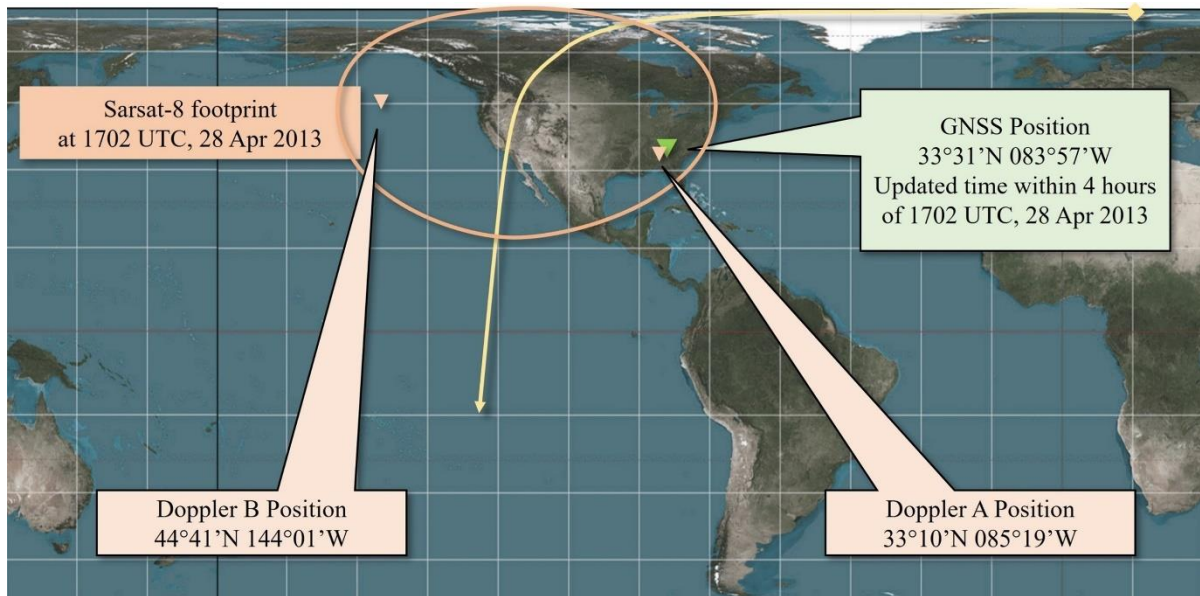 Sarsat-8 footprint
at 1702 UTC, 28 Apr 2013
GNSS Position
33°31’N 083°57’W
Updated time within 4 hours
of 1702 UTC, 28 Apr 2013
Doppler B Position
44°41’N 144°01’W
Doppler A Position
33°10’N 085°19’W